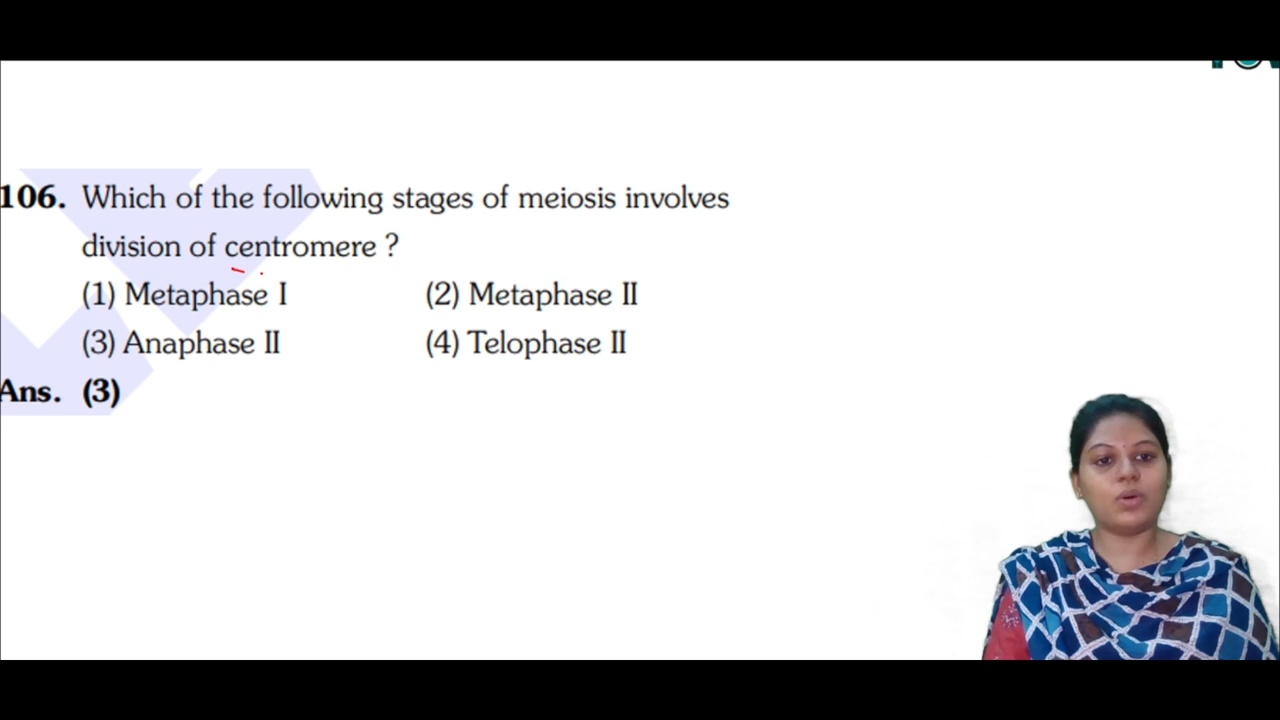 106. Which of the following stages of meiosis involves
division of centromere ?
(1) Metaphase I (2) Metaphase II
(3) Anaphase II (4) Telophase II
Ans. (3)